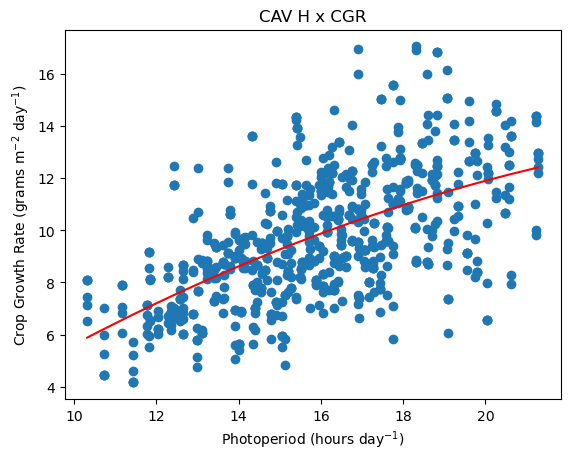 CAV H x CGR
16
14
12
10
8
6
4
Crop Growth Rate (grams m⁻² day⁻¹)
10 12 14 16 18 20
Photoperiod (hours day⁻¹)